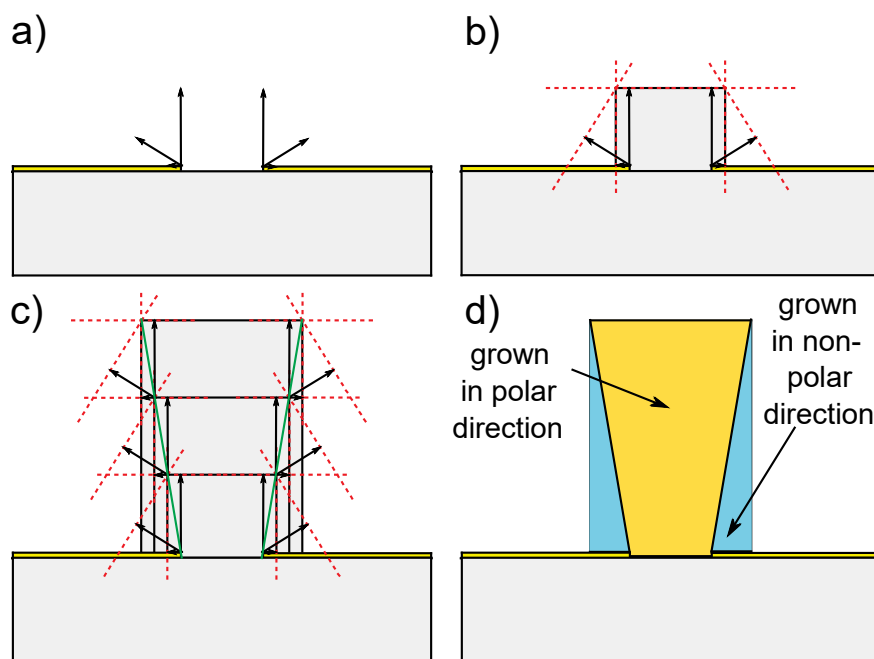 a)
b)
c)
d)
grown
in polar
direction
grown
in non-
polar
direction